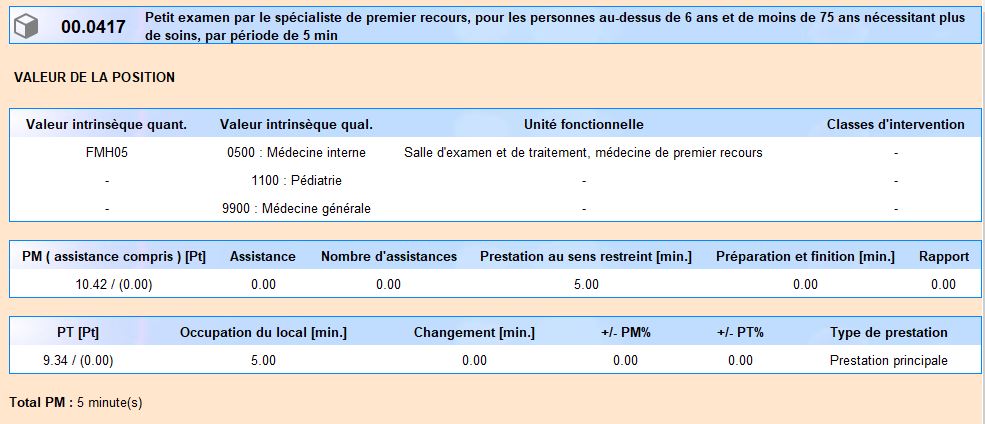 00.0417 Petit examen par le spécialiste de premier recours, pour les personnes au-dessus de 6 ans et de moins de 75 ans nécessitant plus
de soins, par période de 5 min
VALEUR DE LA POSITION
Valeur intrinsèque quant. Valeur intrinsèque qual. Unité fonctionnelle Classes d'intervention
FMH05 0500 : Médecine interne Salle d'examen et de traitement, médecine de premier recours -
- 1100 : Pédiatrie - -
- 9900 : Médecine générale - -
PM ( assistance compris ) [Pt] Assistance Nombre d'assistances Prestation au sens restreint [min.] Préparation et finition [min.] Rapport
10.42 / (0.00) 0.00 0.00 5.00 0.00 0.00
PT [Pt] Occupation du local [min.] Changement [min.] +/- PM% +/- PT% Type de prestation
9.34 / (0.00) 5.00 0.00 0.00 0.00 Prestation principale
Total PM : 5 minute(s)